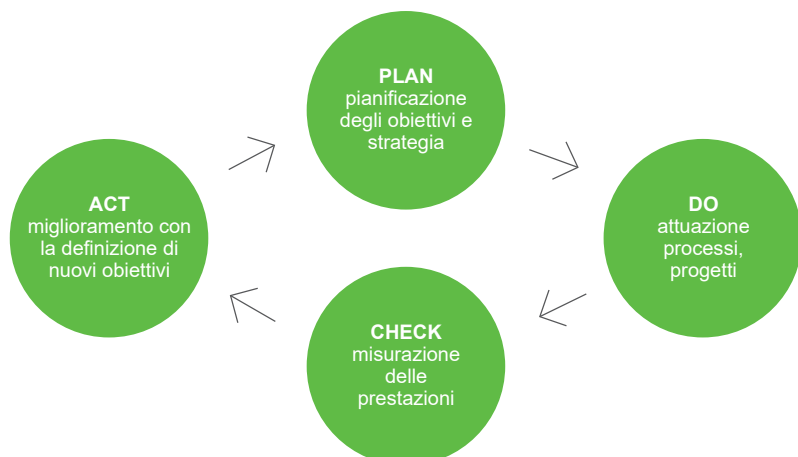 PLAN
pianificazione
degli obiettivi e
strategia
DO
attuazione
processi,
progetti
CHECK
misurazione
delle
prestazioni
ACT
miglioramento con
la definizione di
nuovi obiettivi